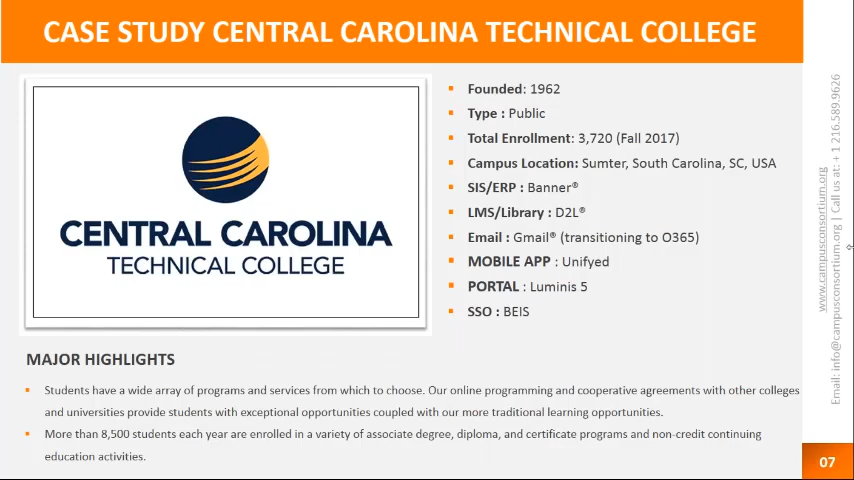 CASE STUDY CENTRAL CAROLINA TECHNICAL COLLEGE
CENTRAL CAROLINA
TECHNICAL COLLEGE
Founded: 1962
Type : Public
Total Enrollment: 3,720 (Fall 2017)
Campus Location: Sumter, South Carolina, SC, USA
SIS/ERP : Banner®
LMS/Library : D2L®
Email : Gmail® (transitioning to O365)
MOBILE APP : Unifyed
PORTAL : Luminis 5
SSO : BEIS
MAJOR HIGHLIGHTS
Students have a wide array of programs and services from which to choose. Our online programming and cooperative agreements with other colleges
and universities provide students with exceptional opportunities coupled with our more traditional learning opportunities.
More than 8,500 students each year are enrolled in a variety of associate degree, diploma, and certificate programs and non-credit continuing
education activities.
www.campusconsortium.org
Email: info@campusconsortium.org | Call us at: + 1 216.589.9626
07